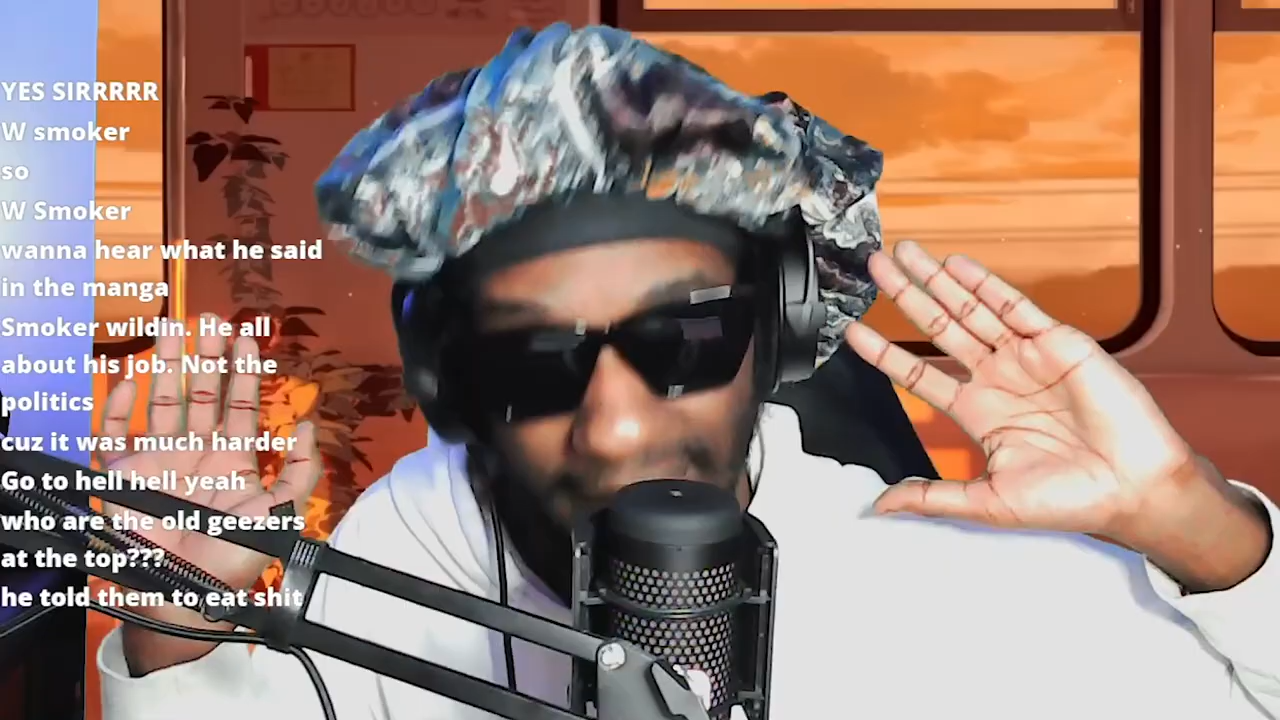 YES SIRRRRR
W smoker
so
W Smoker
wanna hear what he said
in the manga
Smoker wildin. He all
about his job. Not the
politics
cuz it was much harder
Go to hell hell yeah
who are the old geezers
at the top???
he told them to eat shit